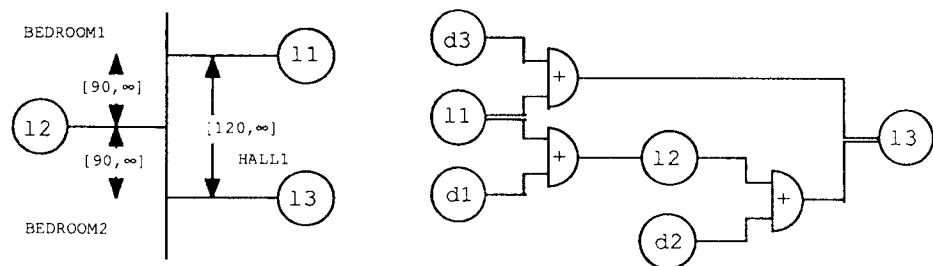 BEDROOM1
l1
[90,∞]
l2
[120,∞]
[90,∞]
HALL1
l3
BEDROOM2
d3
+
l1
l3
+
l2
d1
+
d2